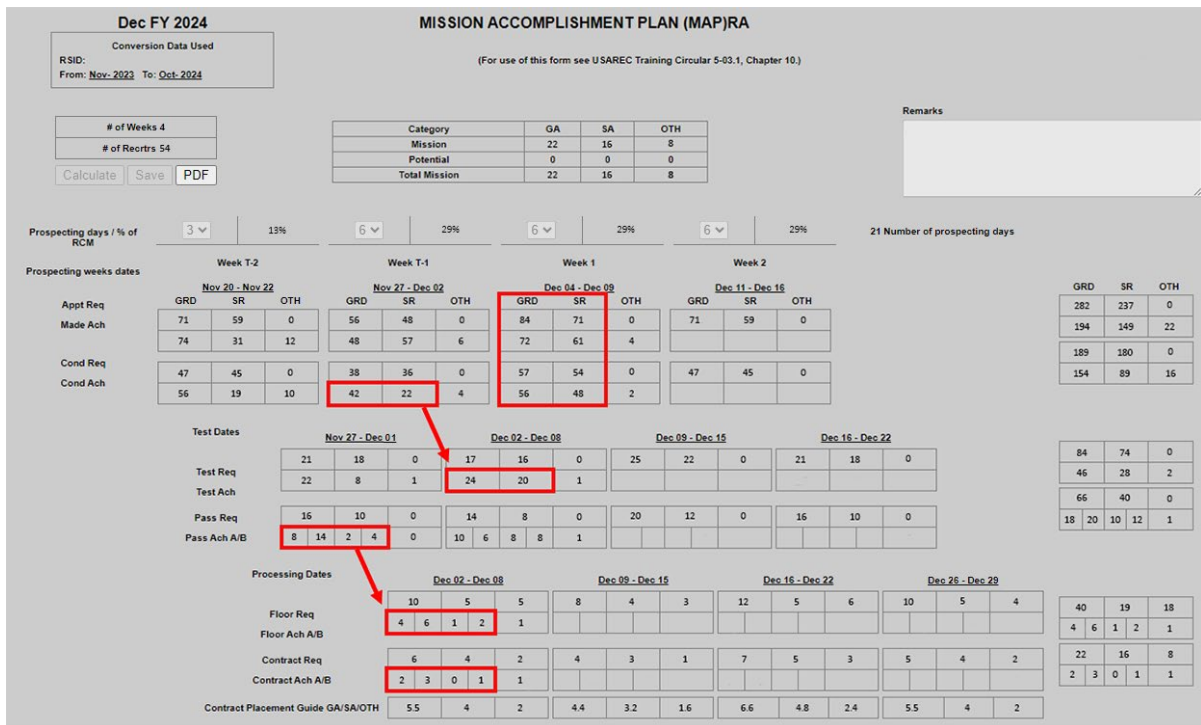 Dec FY 2024
MISSION ACCOMPLISHMENT PLAN (MAP)RA
Conversion Data Used
RSID:
From: Nov- 2023 To: Oct- 2024
(For use of this form see USAREC Training Circular 5-03.1, Chapter 10.)
# of Weeks 4
# of Recrtrs 54
Calculate Save PDF
Category GA SA OTH
Mission 22 16 8
Potential 0 0 0
Total Mission 22 16 8
Remarks
Prospecting days / % of RCM 3 13% 6 29% 6 29% 6 29% 21 Number of prospecting days
Week T-2 Week T-1 Week 1 Week 2
Prospecting weeks dates
Nov 20 - Nov 22 Nov 27 - Dec 02 Dec 04 - Dec 09 Dec 11 - Dec 16
GRD SR OTH GRD SR OTH GRD SR OTH GRD SR OTH GRD SR OTH
Appt Req 71 59 0 56 48 0 84 71 0 71 59 0 282 237 0
Made Ach 74 31 12 48 57 6 72 61 4 194 149 22
Cond Req 47 45 0 38 36 0 57 54 0 47 45 0 189 180 0
Cond Ach 56 19 10 42 22 4 56 48 2 154 89 16
Test Dates Nov 27 - Dec 01 Dec 02 - Dec 08 Dec 09 - Dec 15 Dec 16 - Dec 22
Test Req 21 18 0 17 16 0 25 22 0 21 18 0 84 74 0
Test Ach 22 8 1 24 20 1 46 28 2
Pass Req 16 10 0 14 8 0 20 12 0 16 10 0 66 40 0
Pass Ach A/B 8 14 2 4 0 10 6 8 8 1 18 20 10 12 1
Processing Dates Dec 02 - Dec 08 Dec 09 - Dec 15 Dec 16 - Dec 22 Dec 26 - Dec 29
Floor Req 10 5 5 8 4 3 12 5 6 10 5 4 40 19 18
Floor Ach A/B 4 6 1 2 1 4 6 1 2 1
Contract Req 6 4 2 4 3 1 7 5 3 5 4 2 22 16 8
Contract Ach A/B 2 3 0 1 1 2 3 0 1 1
Contract Placement Guide GA/SA/OTH 5.5 4 2 4.4 3.2 1.6 6.6 4.8 2.4 5.5 4 2